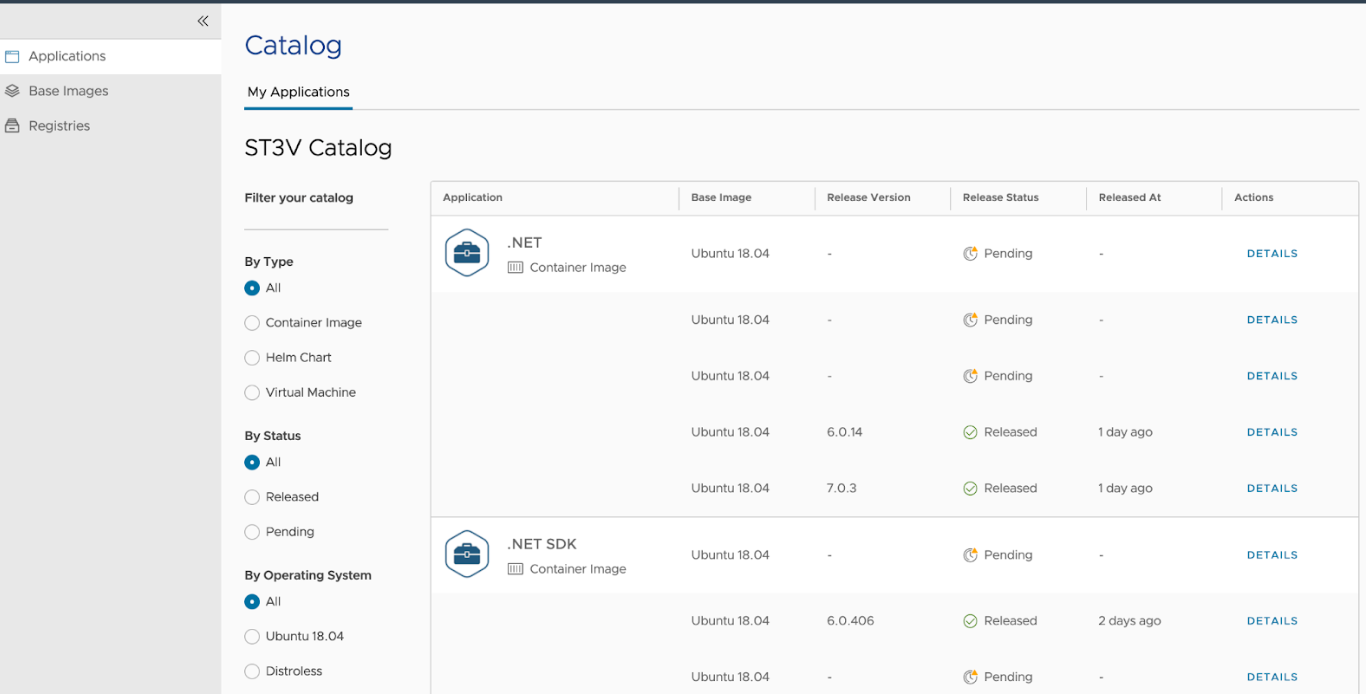 Applications
Base Images
Registries
Catalog
My Applications
ST3V Catalog
Filter your catalog
By Type
All
Container Image
Helm Chart
Virtual Machine
By Status
All
Released
Pending
By Operating System
All
Ubuntu 18.04
Distroless
Application Base Image Release Version Release Status Released At Actions
.NET
Container Image
Ubuntu 18.04 - Pending - DETAILS
Ubuntu 18.04 - Pending - DETAILS
Ubuntu 18.04 - Pending - DETAILS
Ubuntu 18.04 6.0.14 Released 1 day ago DETAILS
Ubuntu 18.04 7.0.3 Released 1 day ago DETAILS
.NET SDK
Container Image
Ubuntu 18.04 - Pending - DETAILS
Ubuntu 18.04 6.0.406 Released 2 days ago DETAILS
Ubuntu 18.04 - Pending - DETAILS